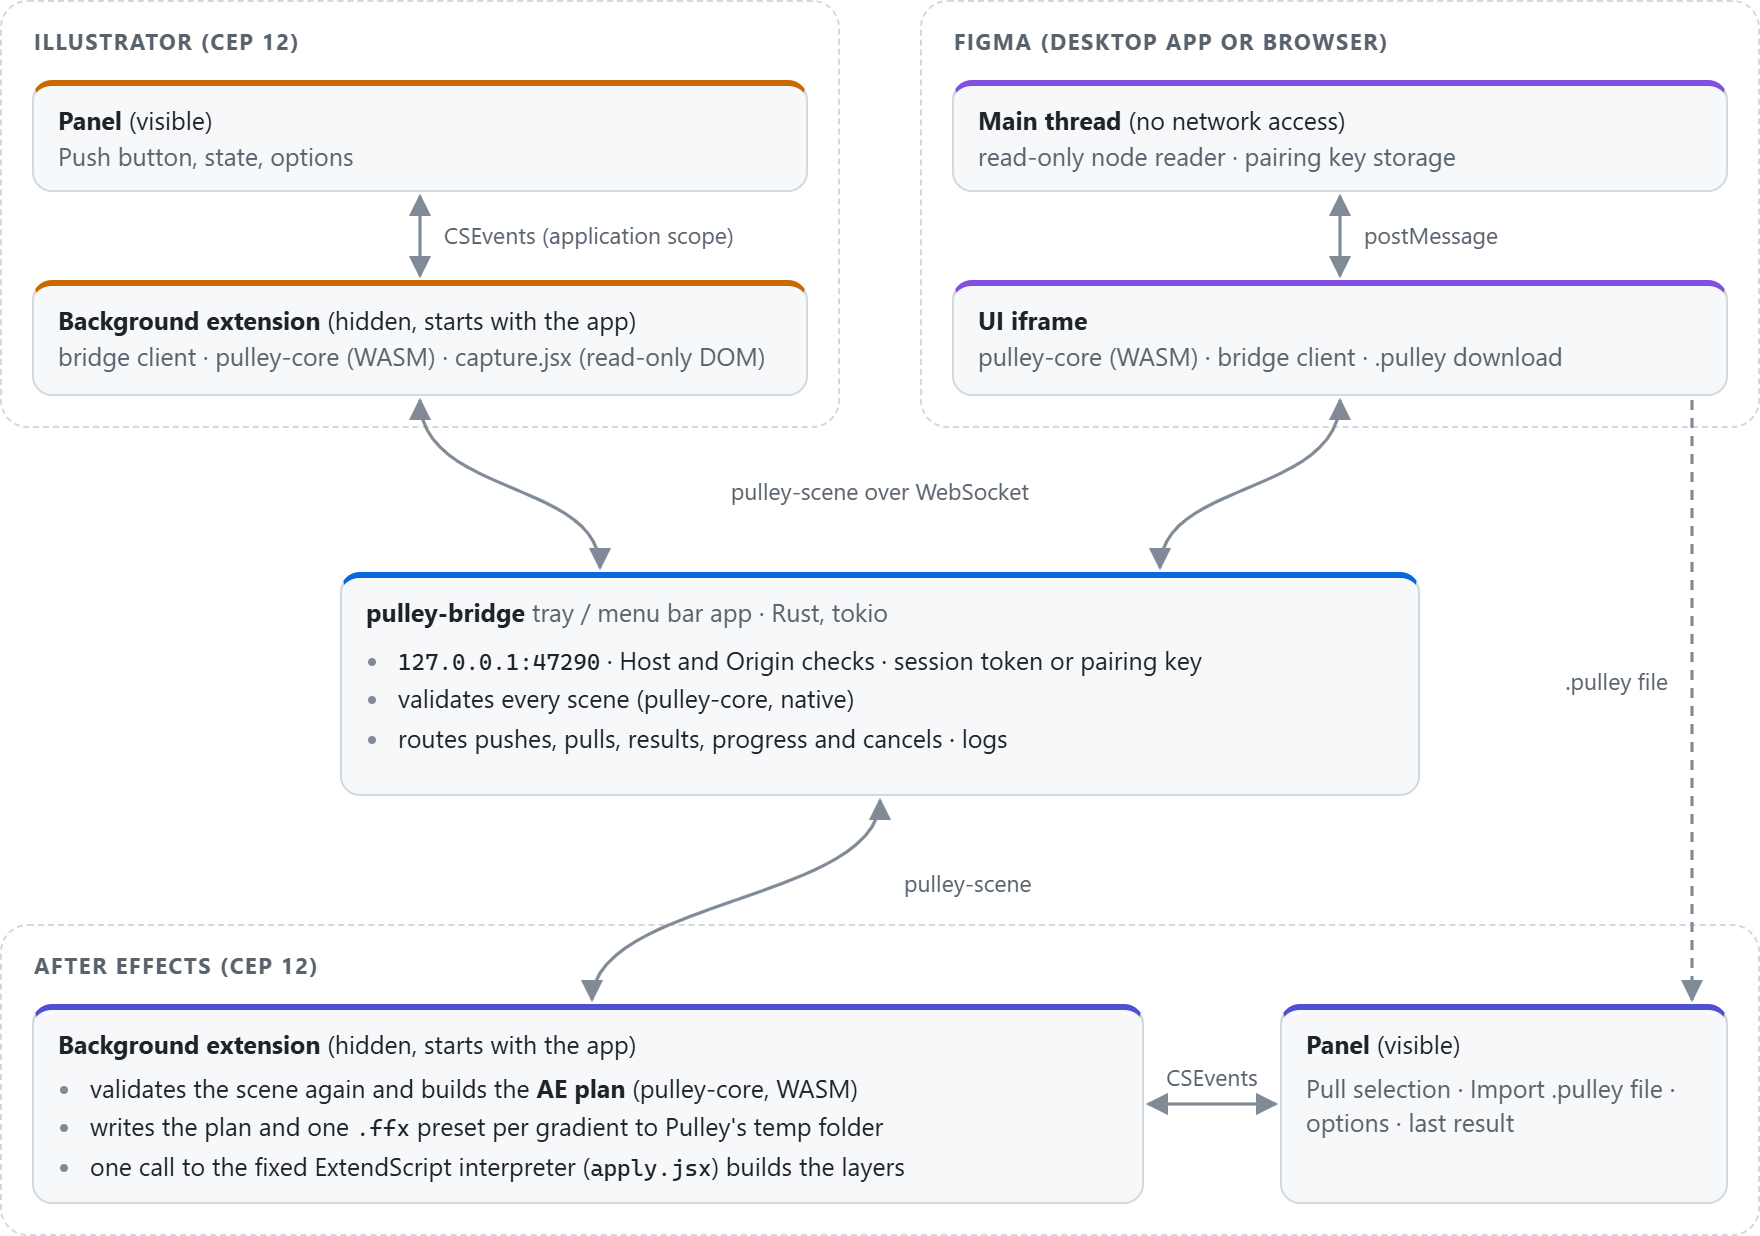 ILLUSTRATOR (CEP 12)
Panel (visible)
Push button, state, options
CSEvents (application scope)
Background extension (hidden, starts with the app)
bridge client · pulley-core (WASM) · capture.jsx (read-only DOM)
FIGMA (DESKTOP APP OR BROWSER)
Main thread (no network access)
read-only node reader · pairing key storage
postMessage
UI iframe
pulley-core (WASM) · bridge client · .pulley download
pulley-scene over WebSocket
pulley-bridge tray / menu bar app · Rust, tokio
• 127.0.0.1:47290 · Host and Origin checks · session token or pairing key
• validates every scene (pulley-core, native)
• routes pushes, pulls, results, progress and cancels · logs
.pulley file
pulley-scene
AFTER EFFECTS (CEP 12)
Background extension (hidden, starts with the app)
• validates the scene again and builds the AE plan (pulley-core, WASM)
• writes the plan and one .ffx preset per gradient to Pulley's temp folder
• one call to the fixed ExtendScript interpreter (apply.jsx) builds the layers
CSEvents
Panel (visible)
Pull selection · Import .pulley file ·
options · last result